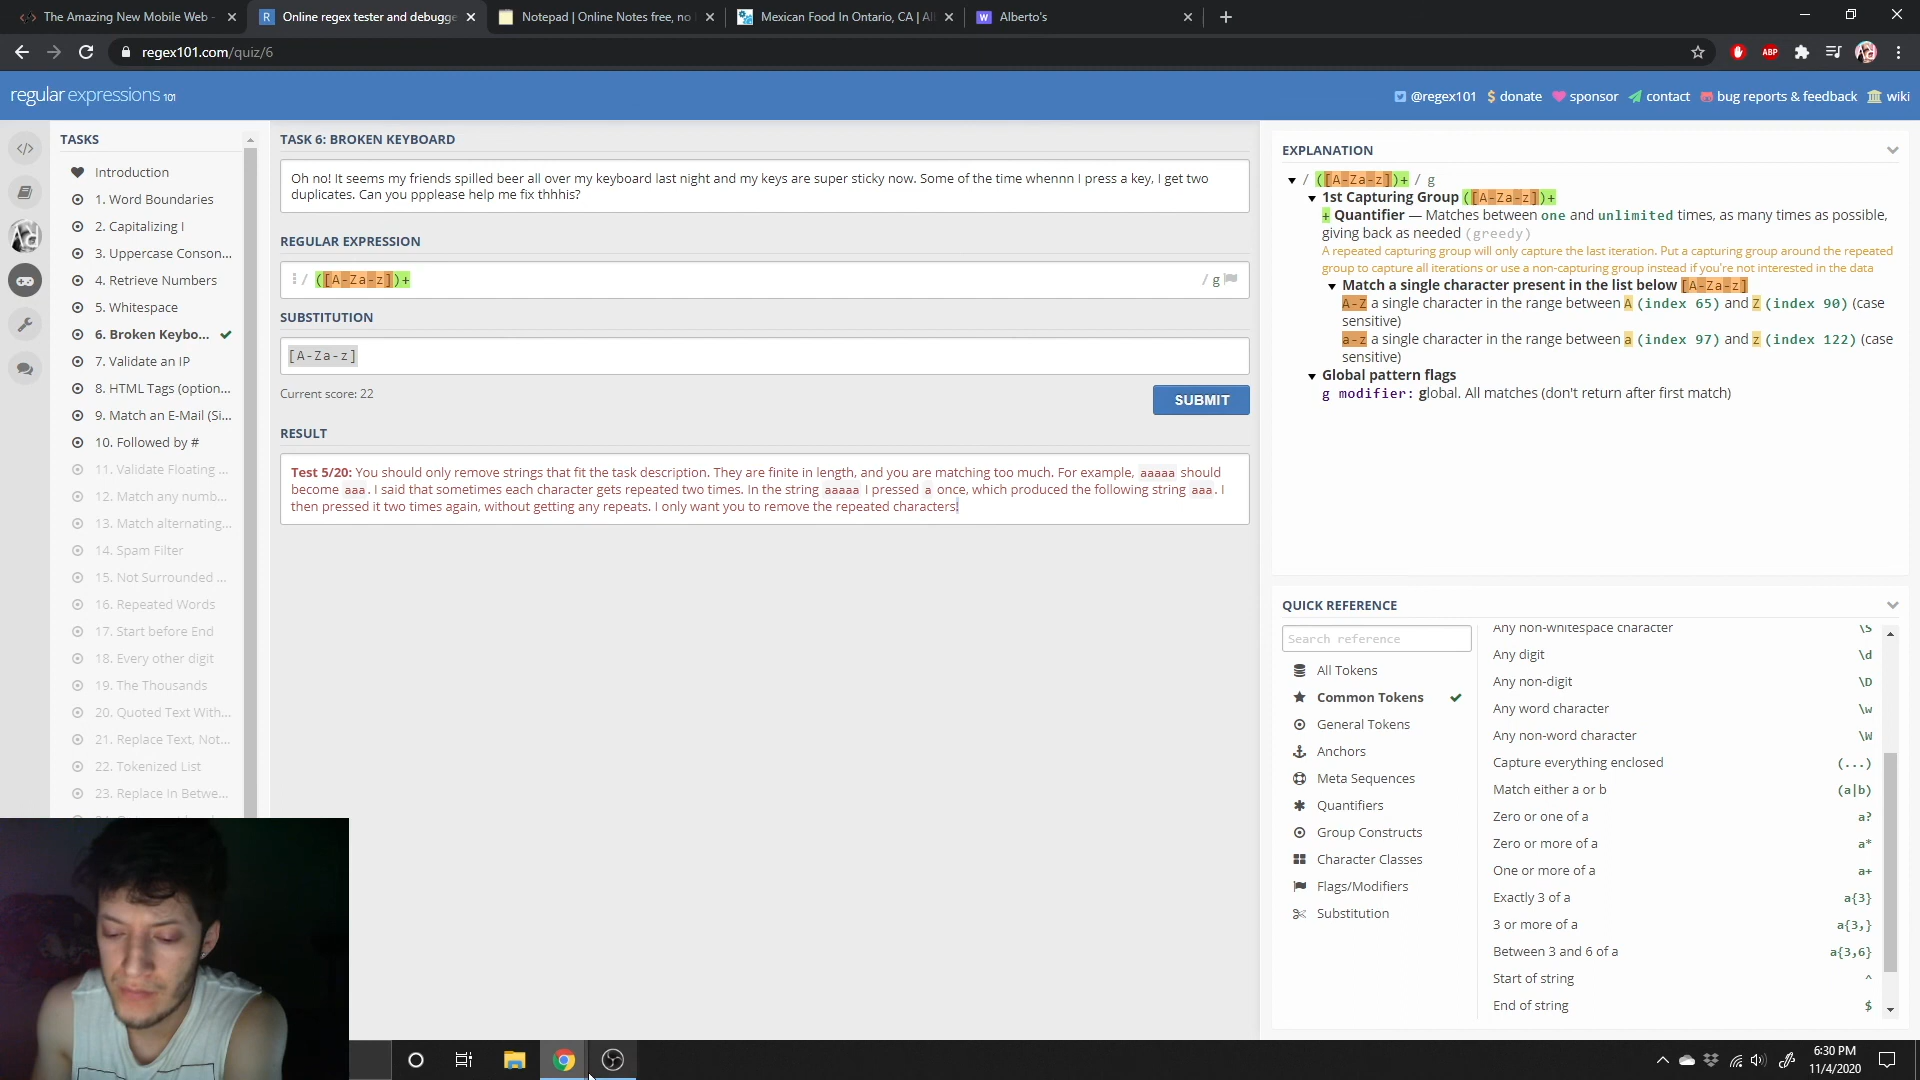 The Amazing New Mobile Web -
Online regex tester and debugge
Notepad | Online Notes free, no
Mexican Food In Ontario, CA | Al
Alberto's
regex101.com/quiz/6
ABP
regular expressions 101
@regex101
donate
sponsor
contact
bug reports & feedback
wiki
TASKS
Introduction
1. Word Boundaries
2. Capitalizing I
3. Uppercase Conson...
4. Retrieve Numbers
5. Whitespace
6. Broken Keybo...
7. Validate an IP
8. HTML Tags (option...
9. Match an E-Mail (Si...
10. Followed by #
11. Validate Floating ...
12. Match any numb...
13. Match alternating...
14. Spam Filter
15. Not Surrounded ...
16. Repeated Words
17. Start before End
18. Every other digit
19. The Thousands
20. Quoted Text With...
21. Replace Text, Not...
22. Tokenized List
23. Replace In Betwe...
TASK 6: BROKEN KEYBOARD
Oh no! It seems my friends spilled beer all over my keyboard last night and my keys are super sticky now. Some of the time whennn I press a key, I get two
duplicates. Can you ppplease help me fix thhhis?
REGULAR EXPRESSION
/ ([A-Za-z])+ / g
SUBSTITUTION
[A-Za-z]
Current score: 22
SUBMIT
RESULT
Test 5/20: You should only remove strings that fit the task description. They are finite in length, and you are matching too much. For example, aaaaa should
become aaa. I said that sometimes each character gets repeated two times. In the string aaaaa I pressed a once, which produced the following string aaa. I
then pressed it two times again, without getting any repeats. I only want you to remove the repeated characters!
EXPLANATION
/ ([A-Za-z])+ / g
1st Capturing Group ([A-Za-z])+
+ Quantifier — Matches between one and unlimited times, as many times as possible,
giving back as needed (greedy)
A repeated capturing group will only capture the last iteration. Put a capturing group around the repeated
group to capture all iterations or use a non-capturing group instead if you're not interested in the data
Match a single character present in the list below [A-Za-z]
A-Z a single character in the range between A (index 65) and Z (index 90) (case
sensitive)
a-z a single character in the range between a (index 97) and z (index 122) (case
sensitive)
Global pattern flags
g modifier: global. All matches (don't return after first match)
QUICK REFERENCE
Search reference
All Tokens
Common Tokens
General Tokens
Anchors
Meta Sequences
Quantifiers
Group Constructs
Character Classes
Flags/Modifiers
Substitution
Any non-whitespace character \S
Any digit \d
Any non-digit \D
Any word character \w
Any non-word character \W
Capture everything enclosed (...)
Match either a or b (a|b)
Zero or one of a a?
Zero or more of a a*
One or more of a a+
Exactly 3 of a a{3}
3 or more of a a{3,}
Between 3 and 6 of a a{3,6}
Start of string ^
End of string $
6:30 PM
11/4/2020